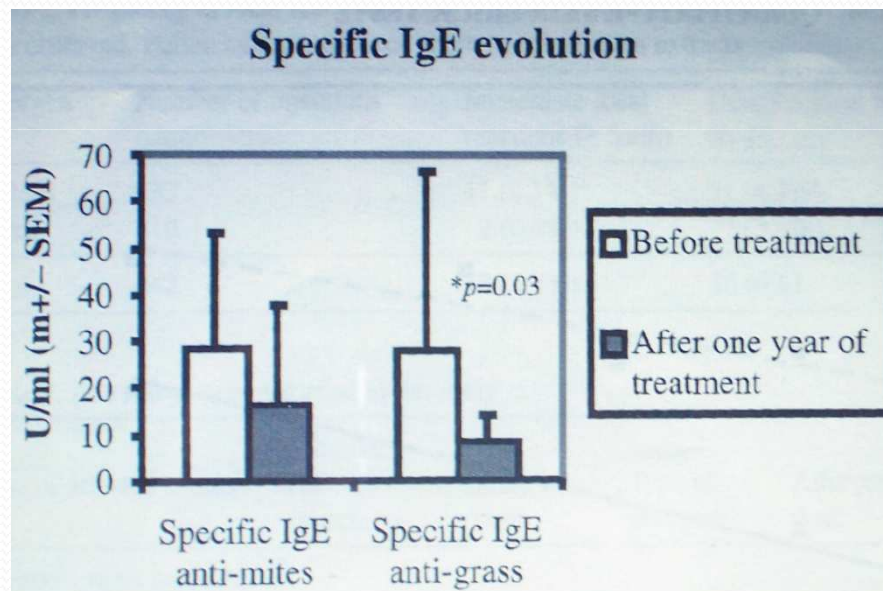 Specific IgE evolution
U/ml (m+/– SEM)
70
60
50
40
30
20
10
0
*p=0.03
Specific IgE
anti-mites
Specific IgE
anti-grass
Before treatment
After one year of
treatment